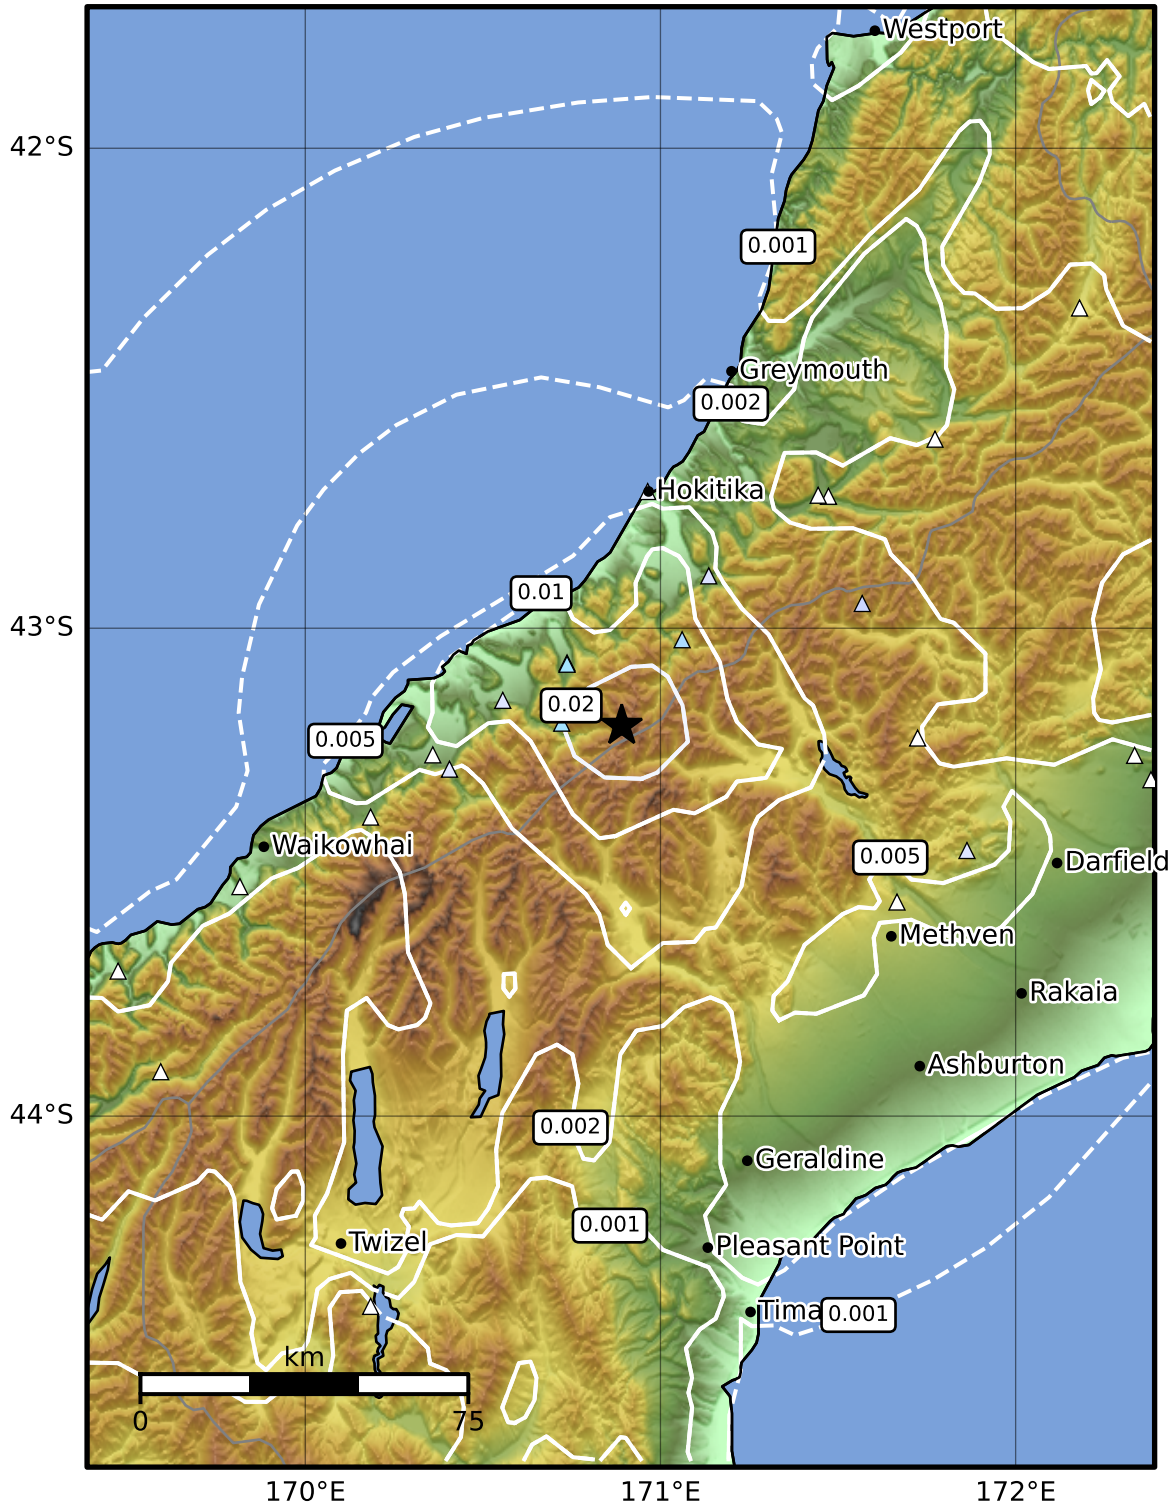 Westport
42°S
0.001
Greymouth
0.002
Hokitika
0.01
43°S
0.02
0.005
Waikowhai
0.005
Darfield
Methven
Rakaia
Ashburton
44°S
0.002
Geraldine
0.001
Twizel
Pleasant Point
Tima
0.001
km
0 75
170°E 171°E 172°E